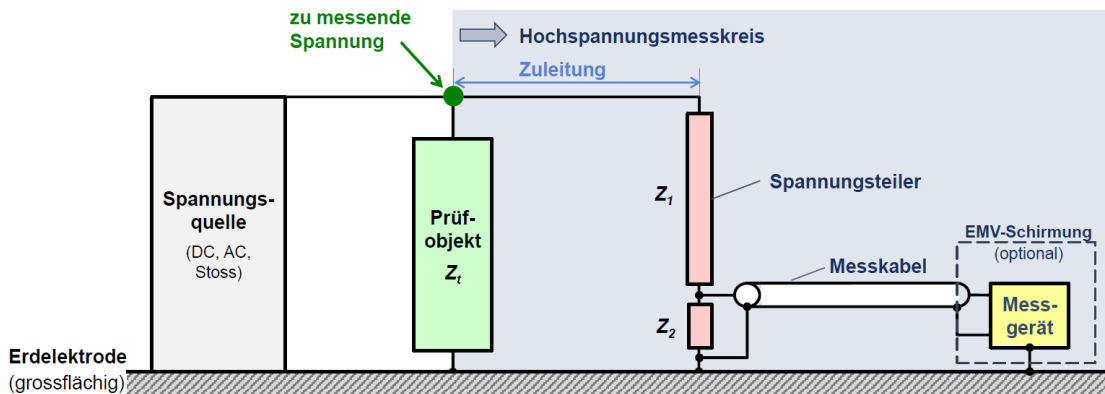 zu messende
Spannung
Hochspannungsmesskreis
Zuleitung
Spannungs-
quelle
(DC, AC,
Stoss)
Prüf-
objekt
Zt
Z1
Spannungsteiler
Z2
Messkabel
EMV-Schirmung
(optional)
Mess-
gerät
Erdelektrode
(grossflächig)